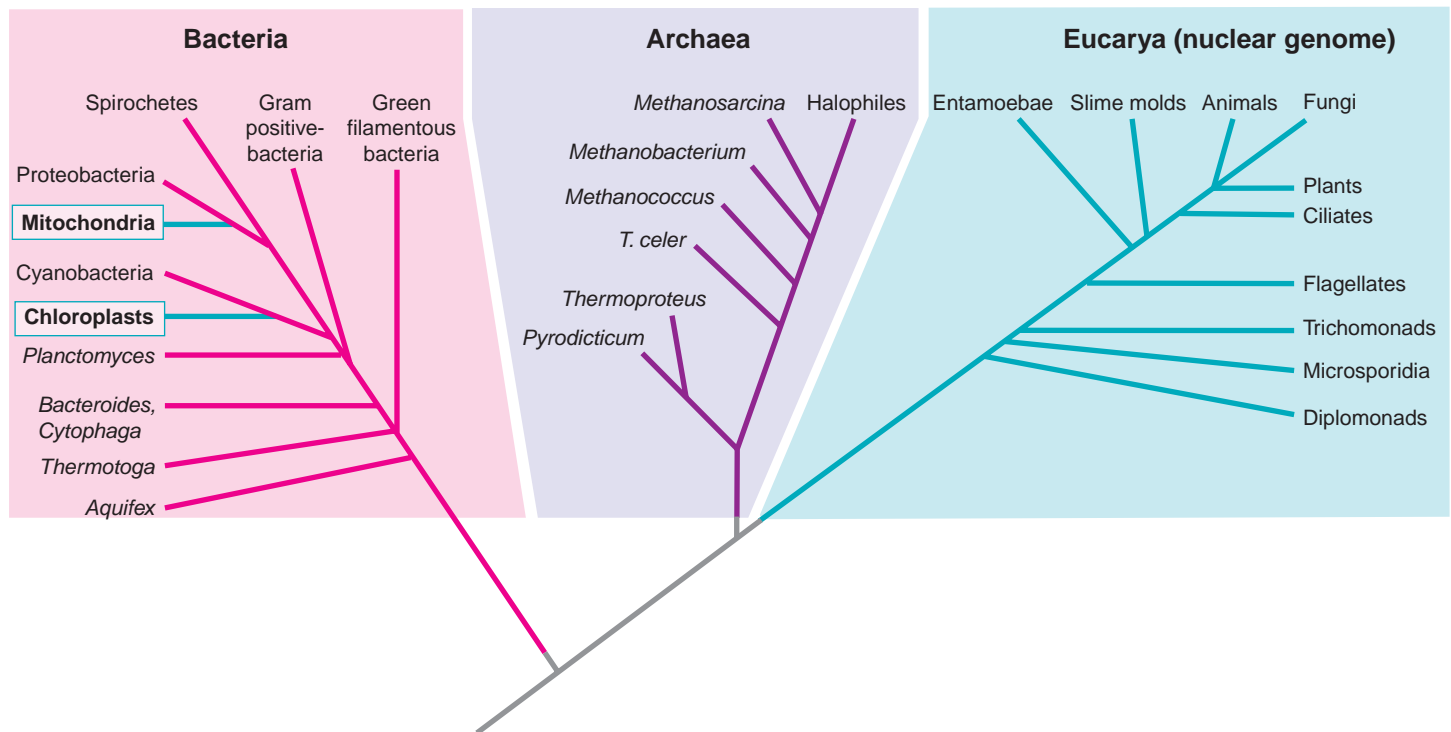 Bacteria
Archaea
Eucarya (nuclear genome)
Spirochetes
Gram
positive-
bacteria
Green
filamentous
bacteria
Proteobacteria
Mitochondria
Cyanobacteria
Chloroplasts
Planctomyces
Bacteroides,
Cytophaga
Thermotoga
Aquifex
Methanosarcina
Halophiles
Methanobacterium
Methanococcus
T. celer
Thermoproteus
Pyrodicticum
Entamoebae
Slime molds
Animals
Fungi
Plants
Ciliates
Flagellates
Trichomonads
Microsporidia
Diplomonads